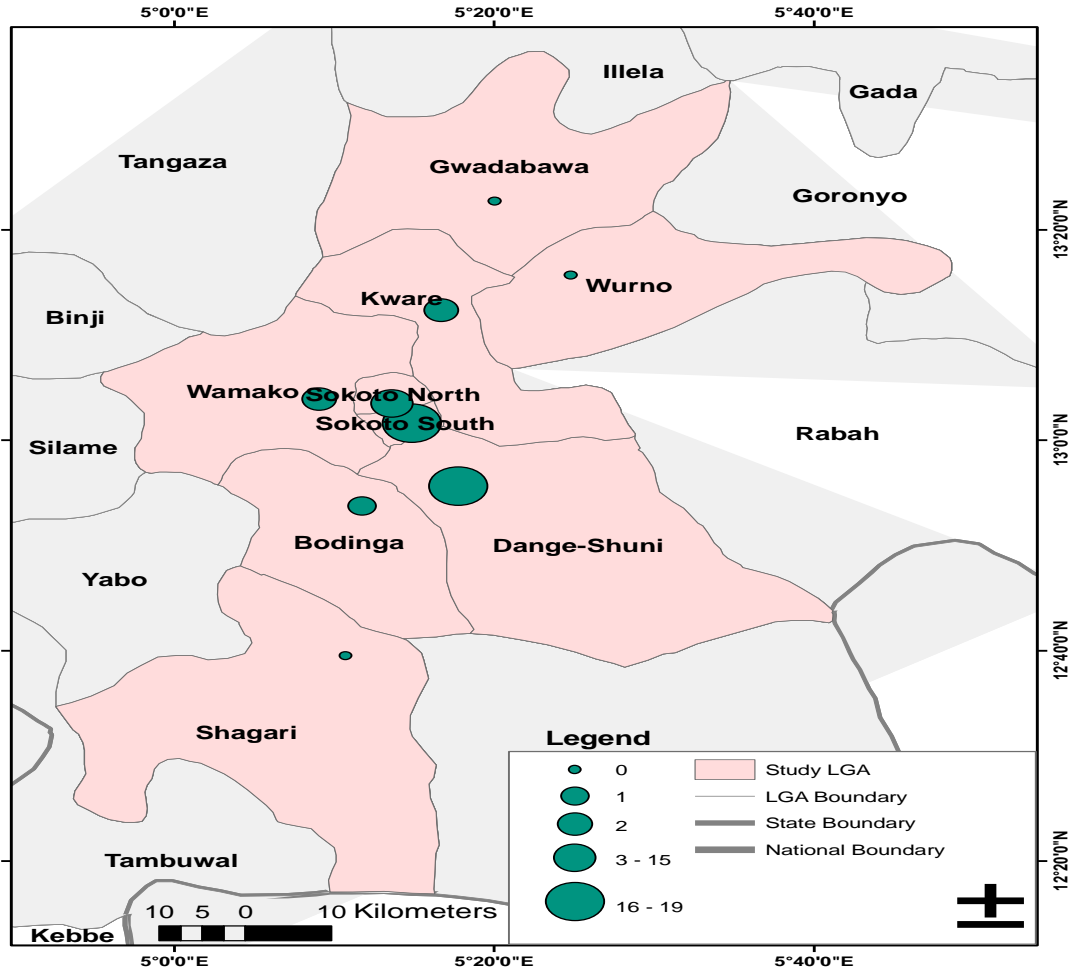 5°0'0"E 5°20'0"E 5°40'0"E
Illela
Gada
Tangaza
Gwadabawa
Goronyo
13°20'0"N
Wurno
Kware
Binji
Wamako Sokoto North
Sokoto South
Rabah
13°0'0"N
Silame
Bodinga
Dange-Shuni
Yabo
12°40'0"N
Shagari
Legend
0
1
2
3 - 15
16 - 19
Study LGA
LGA Boundary
State Boundary
National Boundary
Tambuwal
12°20'0"N
10 5 0 10 Kilometers
Kebbe
5°0'0"E 5°20'0"E 5°40'0"E